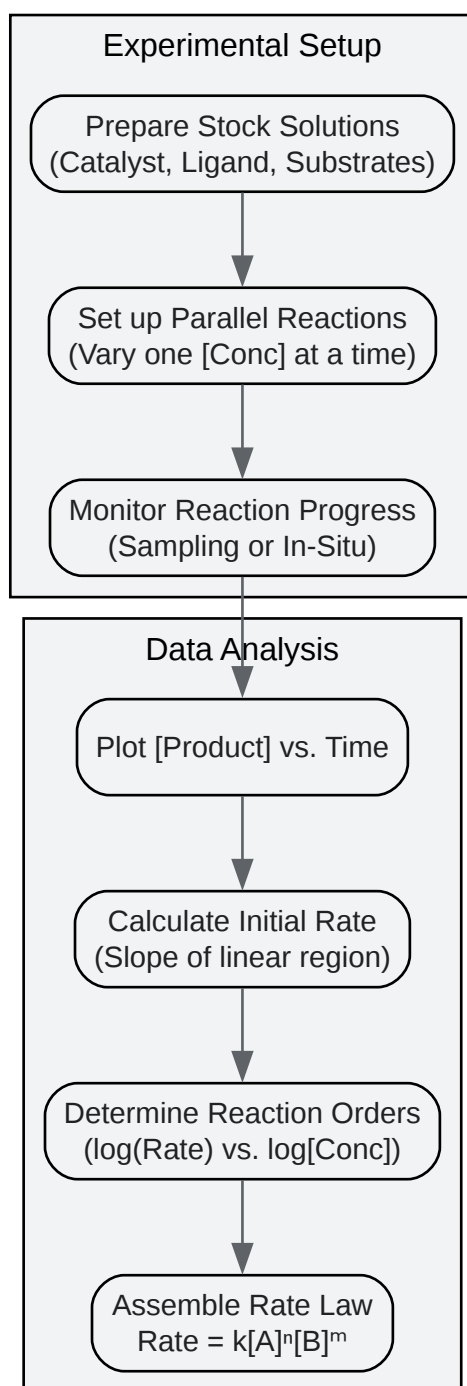 Experimental Setup
Prepare Stock Solutions
(Catalyst, Ligand, Substrates)
Set up Parallel Reactions
(Vary one [Conc] at a time)
Monitor Reaction Progress
(Sampling or In-Situ)
Data Analysis
Plot [Product] vs. Time
Calculate Initial Rate
(Slope of linear region)
Determine Reaction Orders
(log(Rate) vs. log[Conc])
Assemble Rate Law
Rate = k[A]ⁿ[B]ᵐ